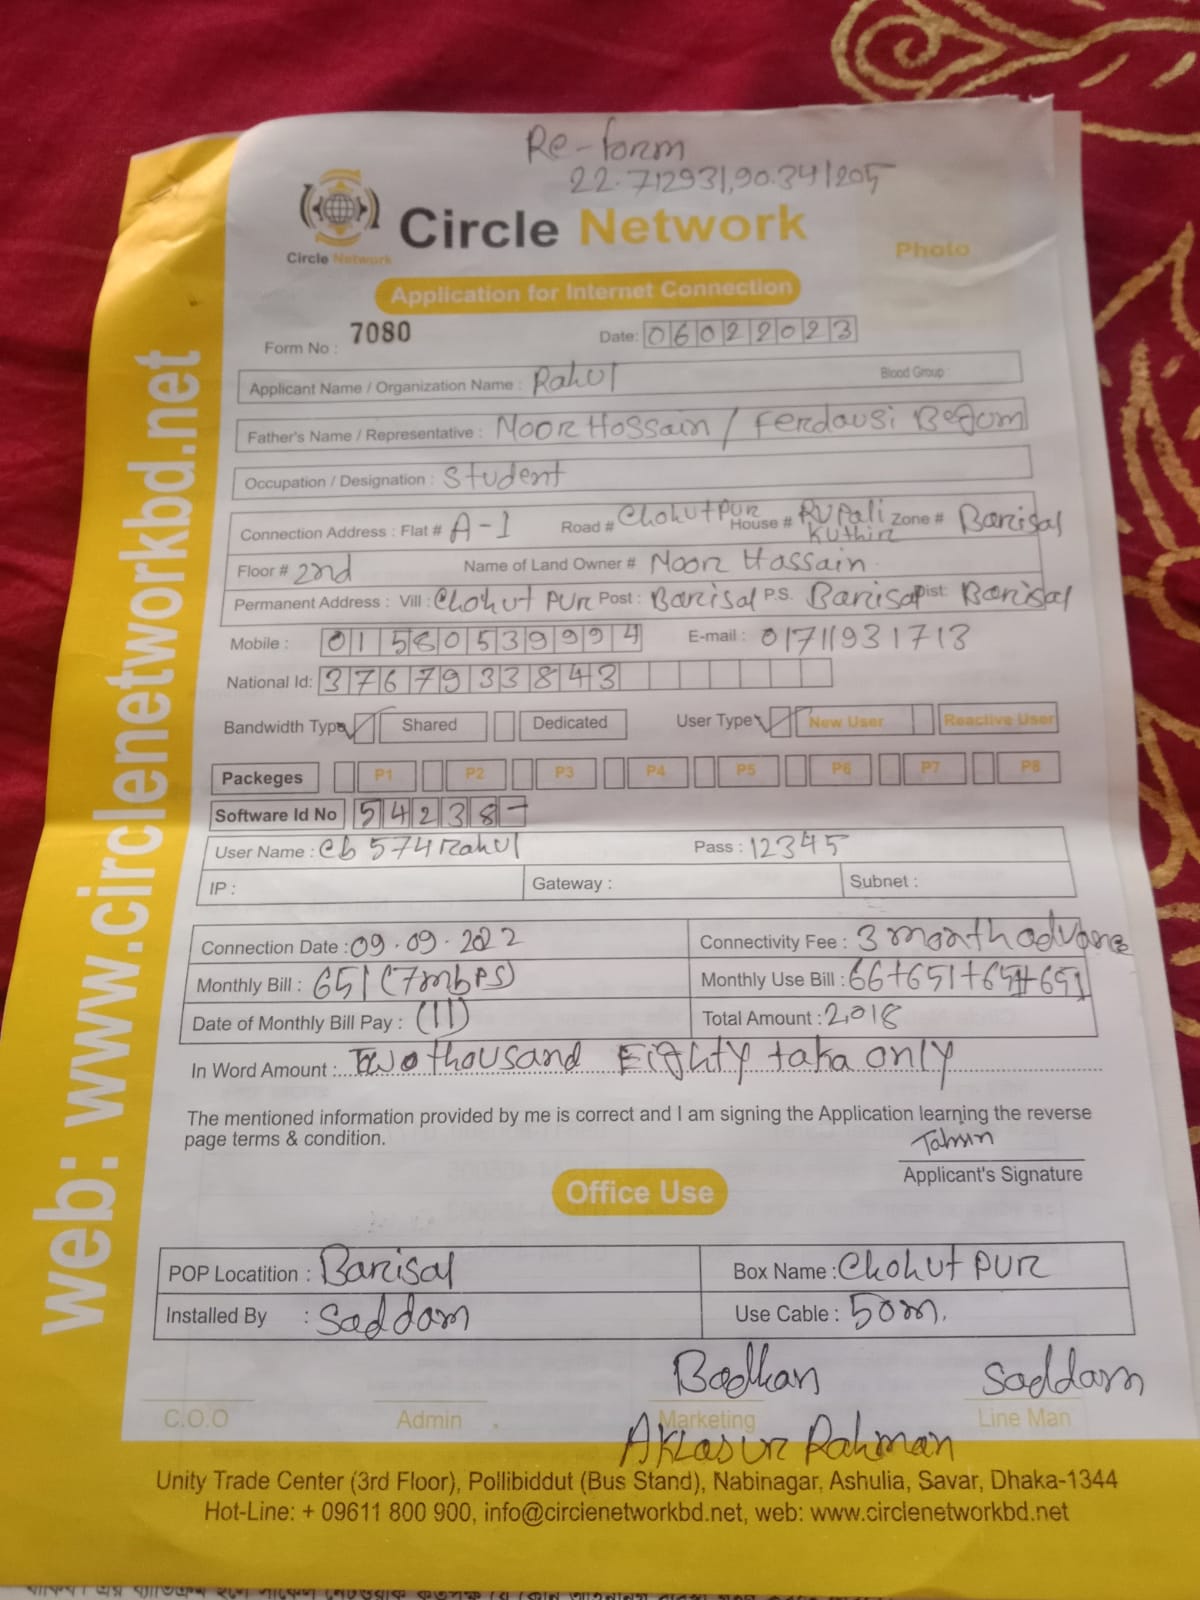 Re-form
22.712931,90.341205
Circle Network
Circle Network
Photo
Application for Internet Connection
Form No : 7080 Date: 06022023
Applicant Name / Organization Name : Rahul Blood Group :
Father's Name / Representative : Noor Hossain / Ferdausi Begum
Occupation / Designation : Student
Connection Address : Flat # A-1 Road # Chohutpur House # Rupali Kuthir Zone # Barisal
Floor # 2nd Name of Land Owner # Noor Hossain
Permanent Address : Vill : Chohut pur Post : Barisal P.S. Barisal Dist: Barisal
Mobile : 01580539994 E-mail : 01711931713
National Id: 3767933843
Bandwidth Type Shared Dedicated User Type New User Reactive User
Packeges P1 P2 P3 P4 P5 P6 P7 P8
Software Id No 54238-
User Name : cb574rahul Pass : 12345
IP : Gateway : Subnet :
Connection Date : 09.09.2022 Connectivity Fee : 3 month advance
Monthly Bill : 651 (7mbps) Monthly Use Bill : 66+651+651+651
Date of Monthly Bill Pay : (11) Total Amount : 2,018
In Word Amount : Two thousand Eighty taka only
The mentioned information provided by me is correct and I am signing the Application learning the reverse
page terms & condition.
Applicant's Signature
Office Use
POP Locatition : Barisal Box Name : Chohut pur
Installed By : Saddam Use Cable : 50m.
Saddam
C.O.O Admin Marketing Line Man
Rahman
Unity Trade Center (3rd Floor), Pollibiddut (Bus Stand), Nabinagar, Ashulia, Savar, Dhaka-1344
Hot-Line: + 09611 800 900, info@circlenetworkbd.net, web: www.circlenetworkbd.net
web: www.circlenetworkbd.net